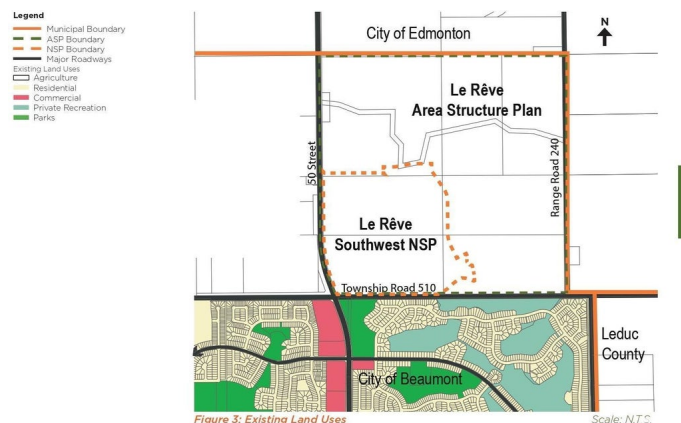 Legend
Municipal Boundary
ASP Boundary
NSP Boundary
Major Roadways
Existing Land Uses
Agriculture
Residential
Commercial
Private Recreation
Parks
City of Edmonton
N
Le Rêve
Area Structure Plan
50 Street
Range Road 240
Le Rêve
Southwest NSP
Township Road 510
Leduc
County
City of Beaumont
Figure 3: Existing Land Uses
Scale: N.T.S.